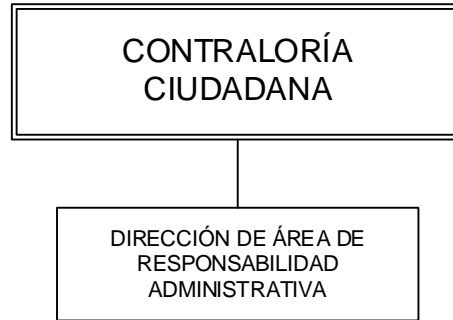 CONTRALORÍA
CIUDADANA
DIRECCIÓN DE ÁREA DE
RESPONSABILIDAD
ADMINISTRATIVA